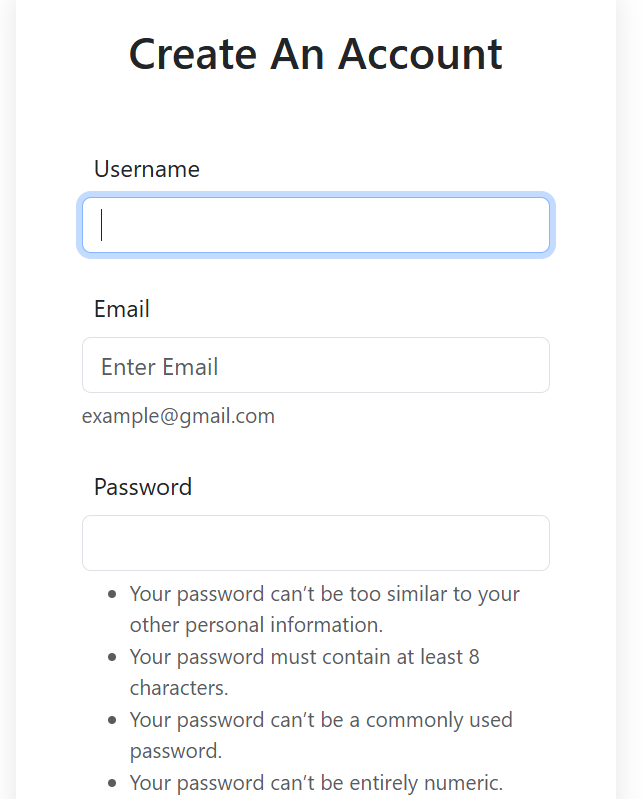 Create An Account
Username
Email
Enter Email
example@gmail.com
Password
• Your password can’t be too similar to your
other personal information.
• Your password must contain at least 8
characters.
• Your password can’t be a commonly used
password.
• Your password can’t be entirely numeric.